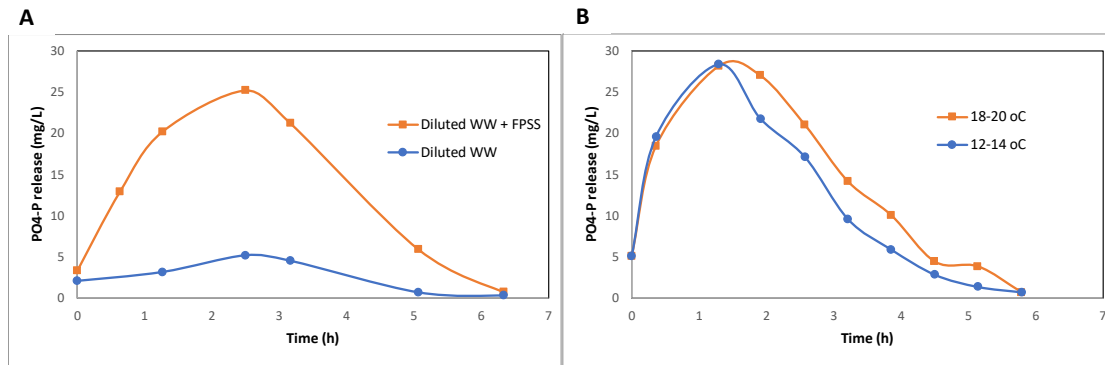 A
PO4-P release (mg/L)
30
25
20
15
10
5
0
0 1 2 3 4 5 6 7
Time (h)
Diluted WW + FPSS
Diluted WW
B
PO4-P release (mg/L)
30
25
20
15
10
5
0
0 1 2 3 4 5 6 7
Time (h)
18-20 oC
12-14 oC